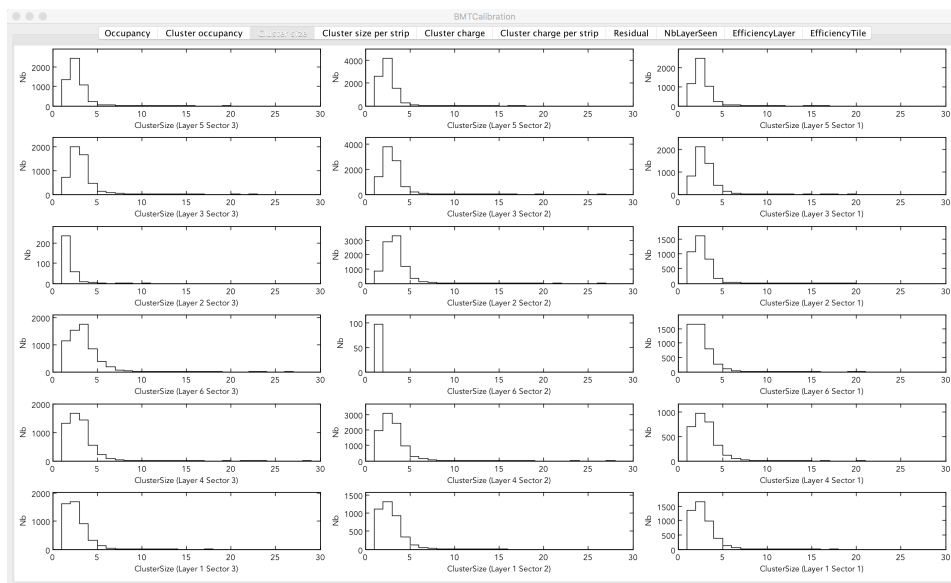 BMTCalibration
Occupancy Cluster occupancy Cluster size Cluster size per strip Cluster charge Cluster charge per strip Residual NbLayerSeen EfficiencyLayer EfficiencyTile
Nb 2000 1000 0 0 5 10 15 20 25 30
ClusterSize (Layer 5 Sector 3)
Nb 4000 2000 0 0 5 10 15 20 25 30
ClusterSize (Layer 5 Sector 2)
Nb 2000 1000 0 0 5 10 15 20 25 30
ClusterSize (Layer 5 Sector 1)
Nb 2000 1000 0 0 5 10 15 20 25 30
ClusterSize (Layer 3 Sector 3)
Nb 4000 2000 0 0 5 10 15 20 25 30
ClusterSize (Layer 3 Sector 2)
Nb 2000 1000 0 0 5 10 15 20 25 30
ClusterSize (Layer 3 Sector 1)
Nb 200 100 0 0 5 10 15 20 25 30
ClusterSize (Layer 2 Sector 3)
Nb 3000 2000 1000 0 0 5 10 15 20 25 30
ClusterSize (Layer 2 Sector 2)
Nb 1500 1000 500 0 0 5 10 15 20 25 30
ClusterSize (Layer 2 Sector 1)
Nb 2000 1000 0 0 5 10 15 20 25 30
ClusterSize (Layer 6 Sector 3)
Nb 100 50 0 0 5 10 15 20 25 30
ClusterSize (Layer 6 Sector 2)
Nb 1500 1000 500 0 0 5 10 15 20 25 30
ClusterSize (Layer 6 Sector 1)
Nb 2000 1000 0 0 5 10 15 20 25 30
ClusterSize (Layer 4 Sector 3)
Nb 3000 2000 1000 0 0 5 10 15 20 25 30
ClusterSize (Layer 4 Sector 2)
Nb 1000 500 0 0 5 10 15 20 25 30
ClusterSize (Layer 4 Sector 1)
Nb 2000 1000 0 0 5 10 15 20 25 30
ClusterSize (Layer 1 Sector 3)
Nb 1500 1000 500 0 0 5 10 15 20 25 30
ClusterSize (Layer 1 Sector 2)
Nb 1500 1000 500 0 0 5 10 15 20 25 30
ClusterSize (Layer 1 Sector 1)